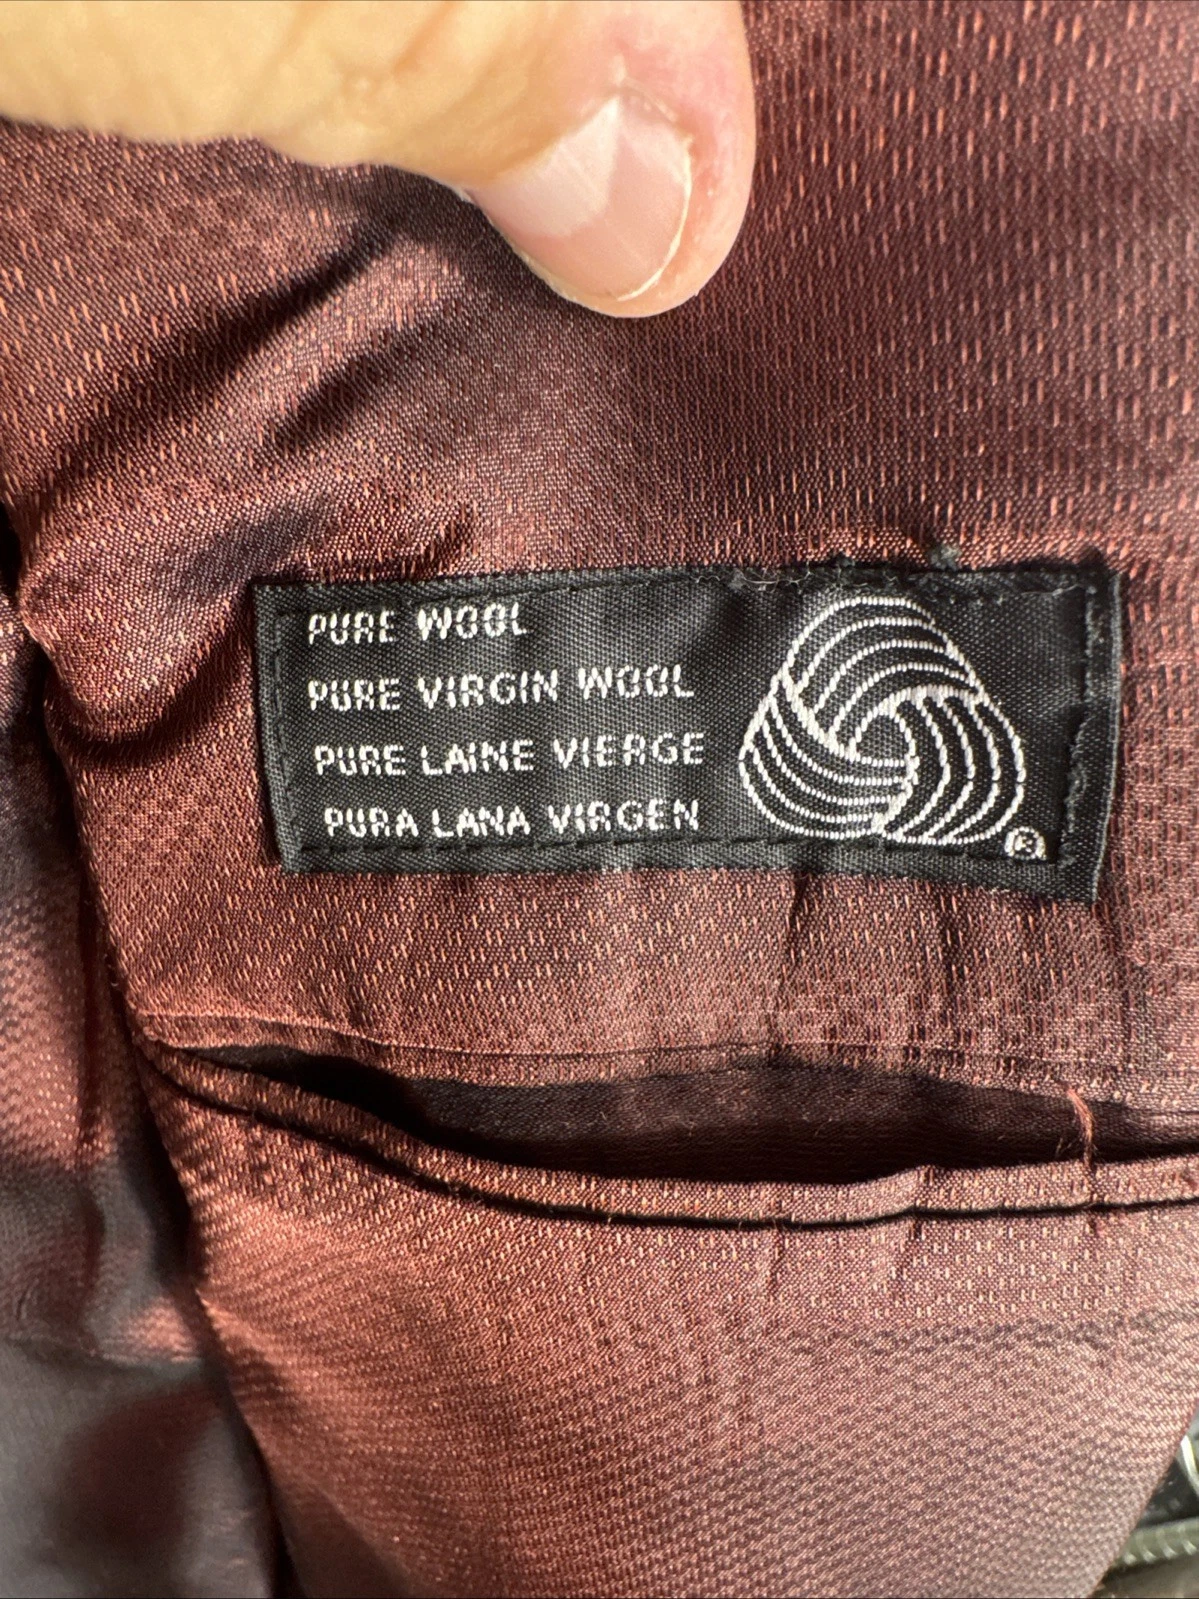 PURE WOOL
PURE VIRGIN WOOL
PURE LAINE VIERGE
PURA LANA VIRGEN
®